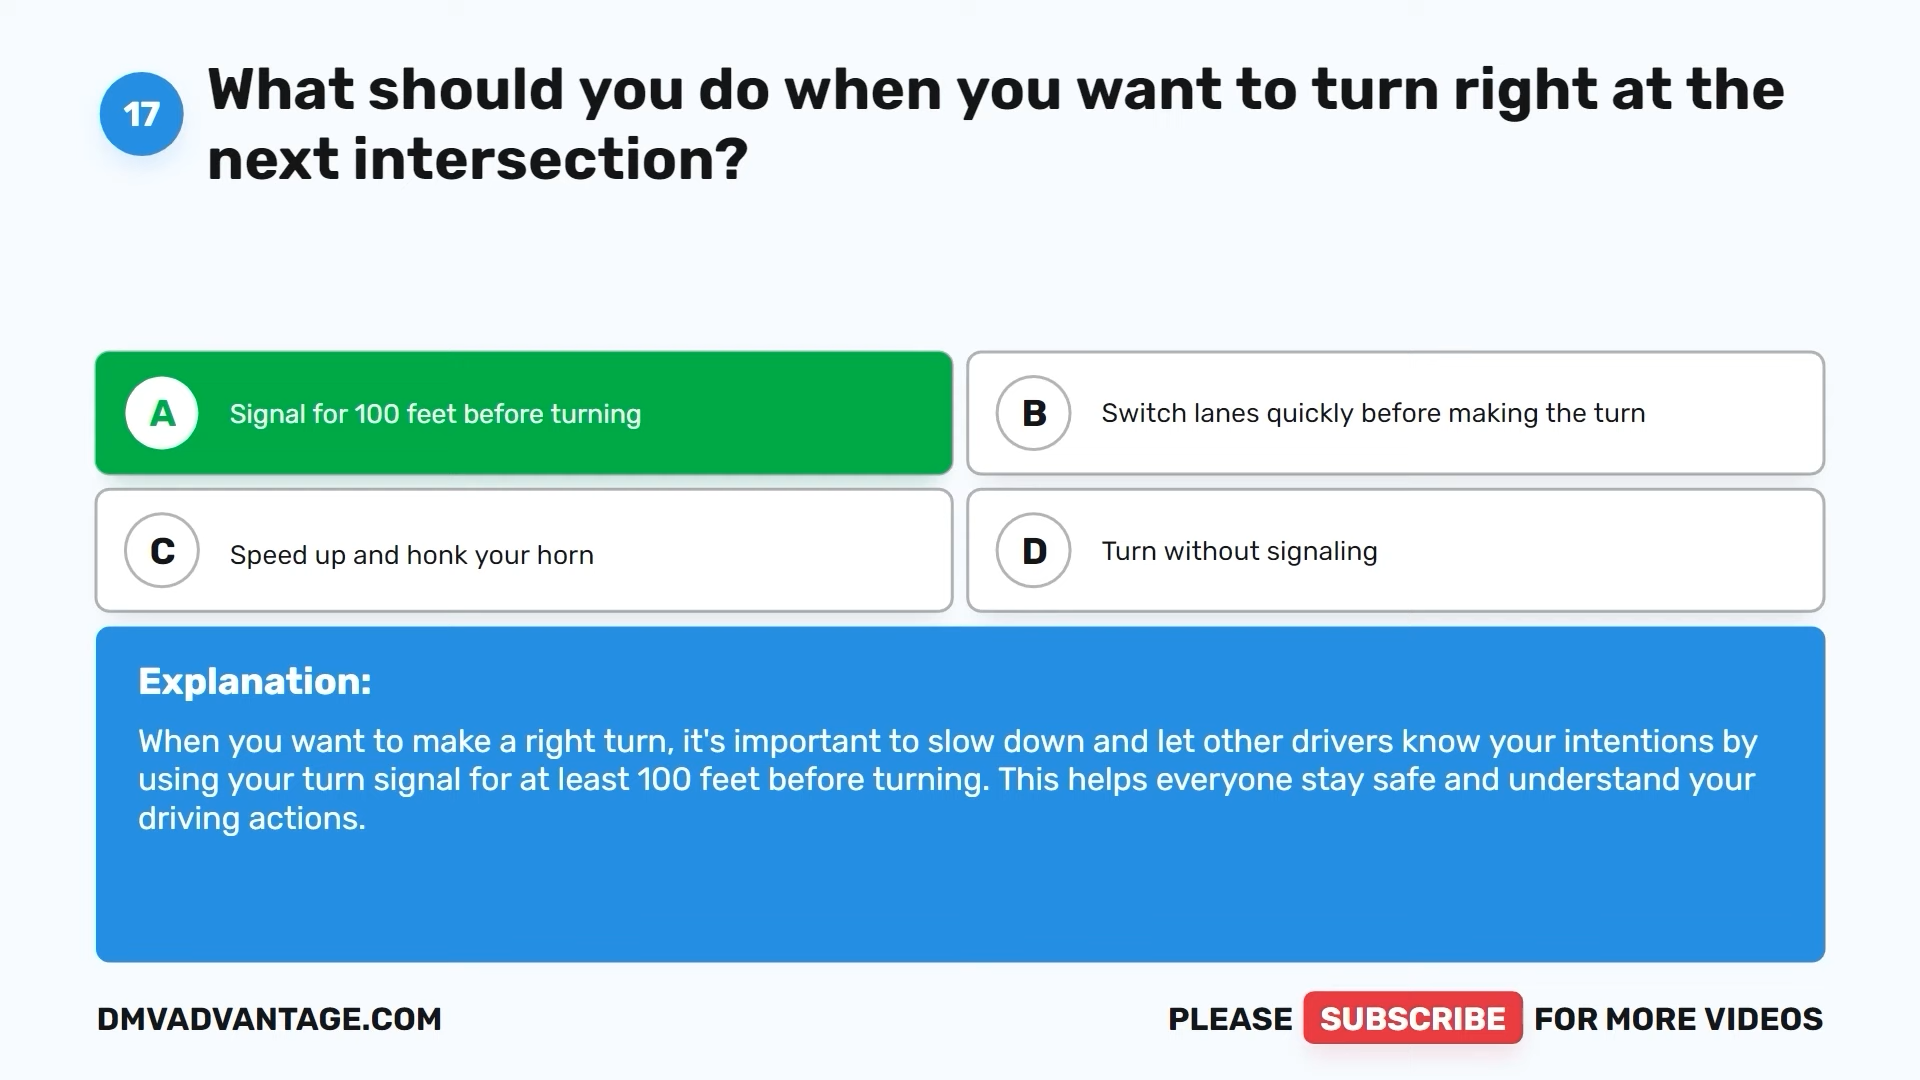 17
What should you do when you want to turn right at the
next intersection?
A
Signal for 100 feet before turning
B
Switch lanes quickly before making the turn
C
Speed up and honk your horn
D
Turn without signaling
Explanation:
When you want to make a right turn, it's important to slow down and let other drivers know your intentions by
using your turn signal for at least 100 feet before turning. This helps everyone stay safe and understand your
driving actions.
DMVADVANTAGE.COM
PLEASE SUBSCRIBE FOR MORE VIDEOS